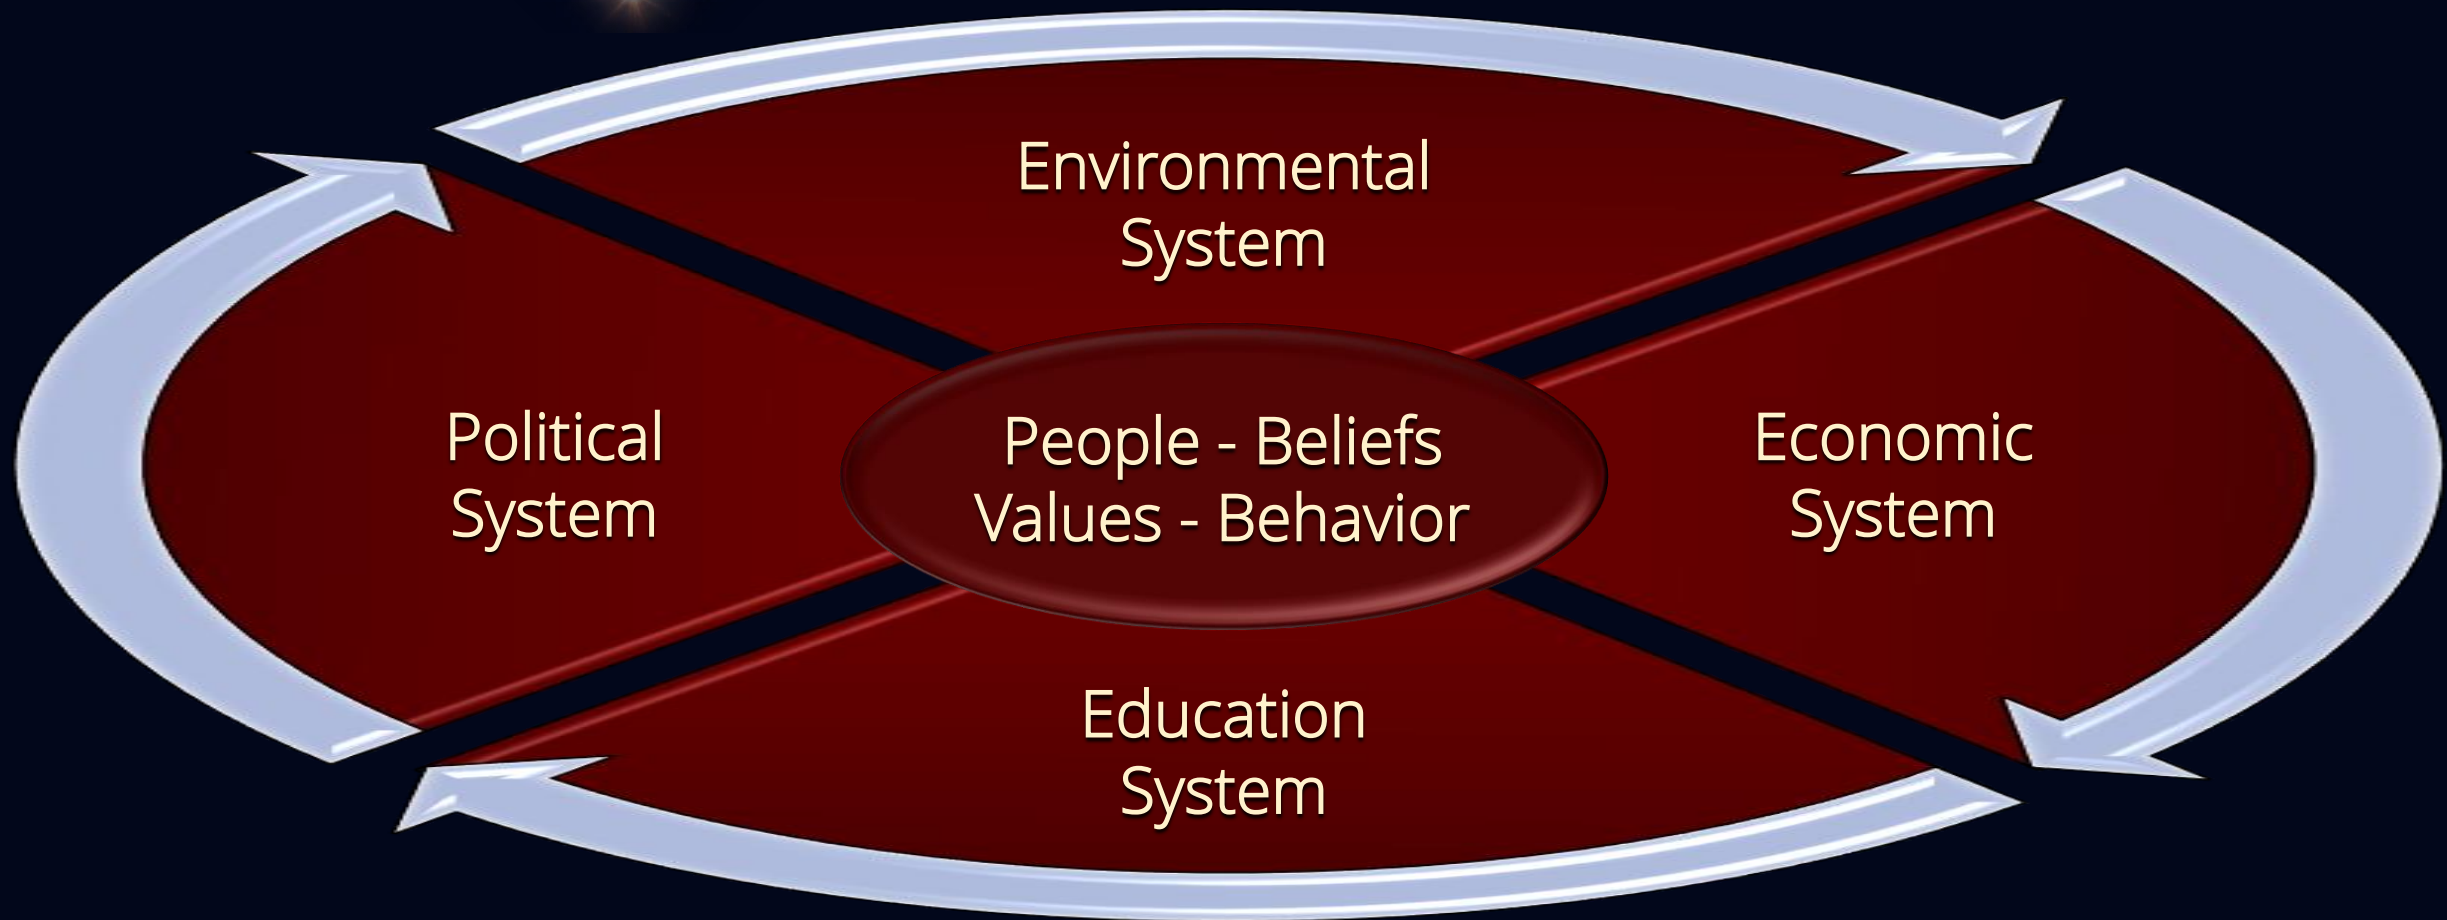 Environmental
System
Political
System
People - Beliefs
Values - Behavior
Economic
System
Education
System